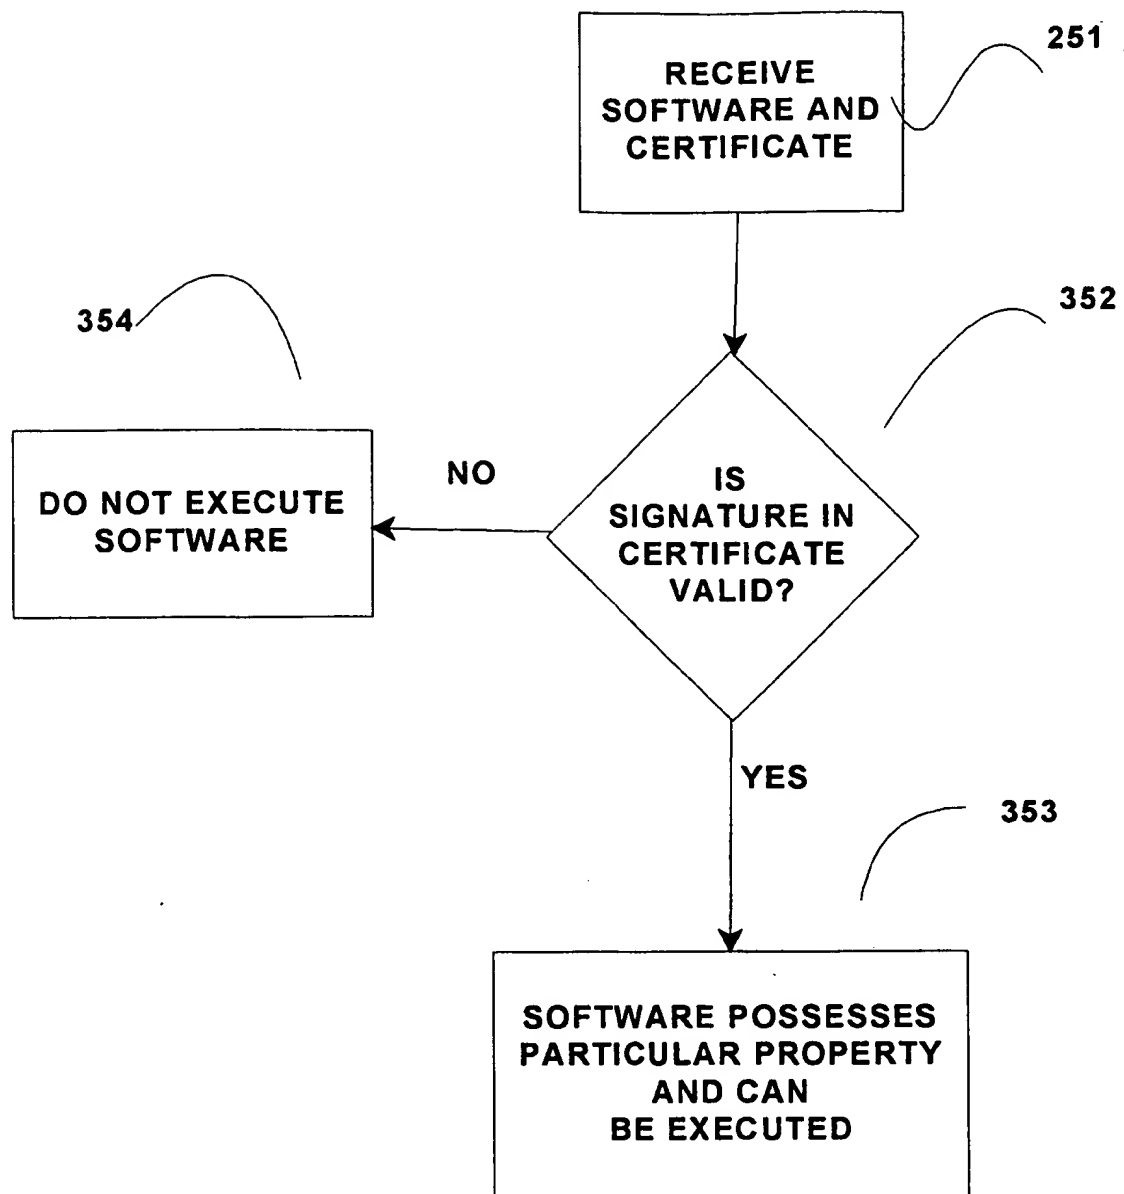 251
RECEIVE
SOFTWARE AND
CERTIFICATE
352
354
NO
DO NOT EXECUTE
SOFTWARE
IS
SIGNATURE IN
CERTIFICATE
VALID?
YES
353
SOFTWARE POSSESSES
PARTICULAR PROPERTY
AND CAN
BE EXECUTED